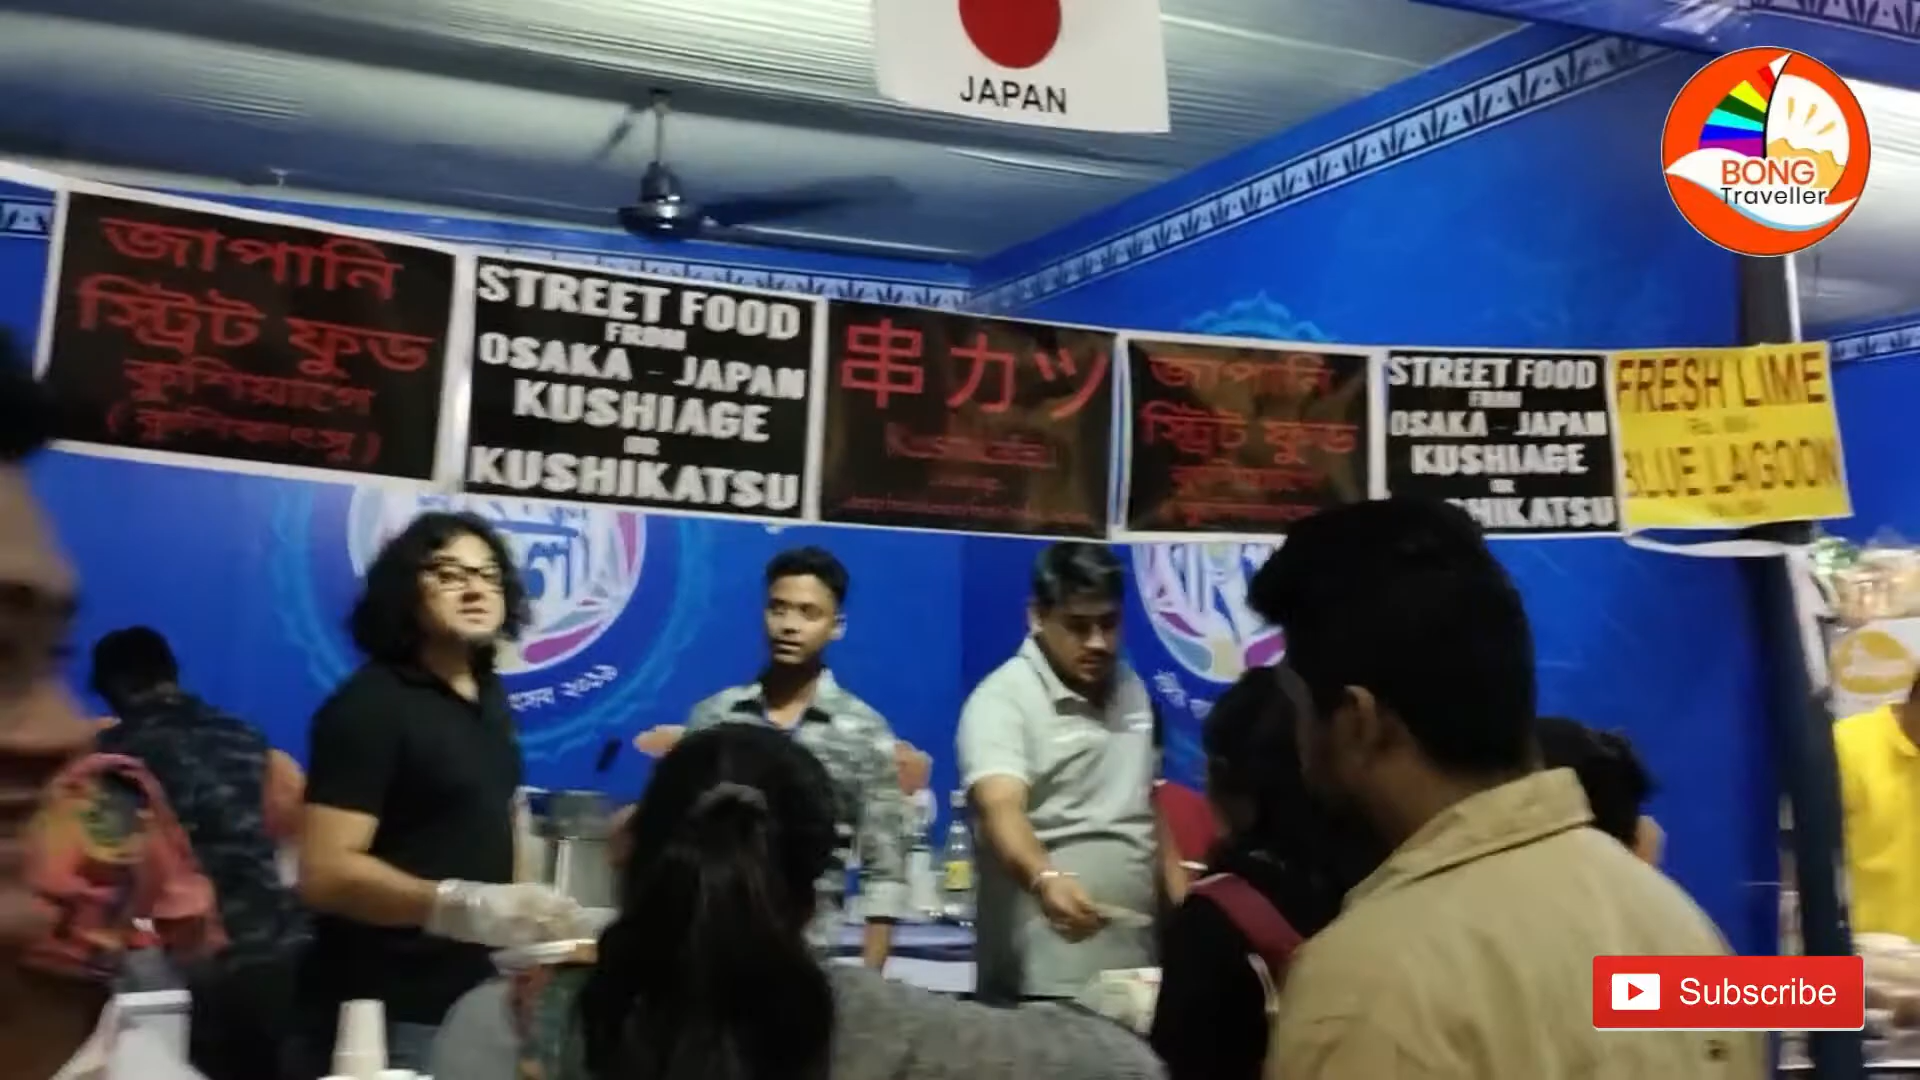 JAPAN
BONG
Traveller
জাপানি
স্ট্রিট ফুড
কুশিয়াগে
(কুশিকাৎসু)
STREET FOOD
FROM
OSAKA - JAPAN
KUSHIAGE
OR
KUSHIKATSU
串カツ
জাপানি
স্ট্রিট ফুড
কুশিয়াগে
STREET FOOD
FROM
OSAKA - JAPAN
KUSHIAGE
OR
FRESH LIME
BLUE LAGOON
Subscribe